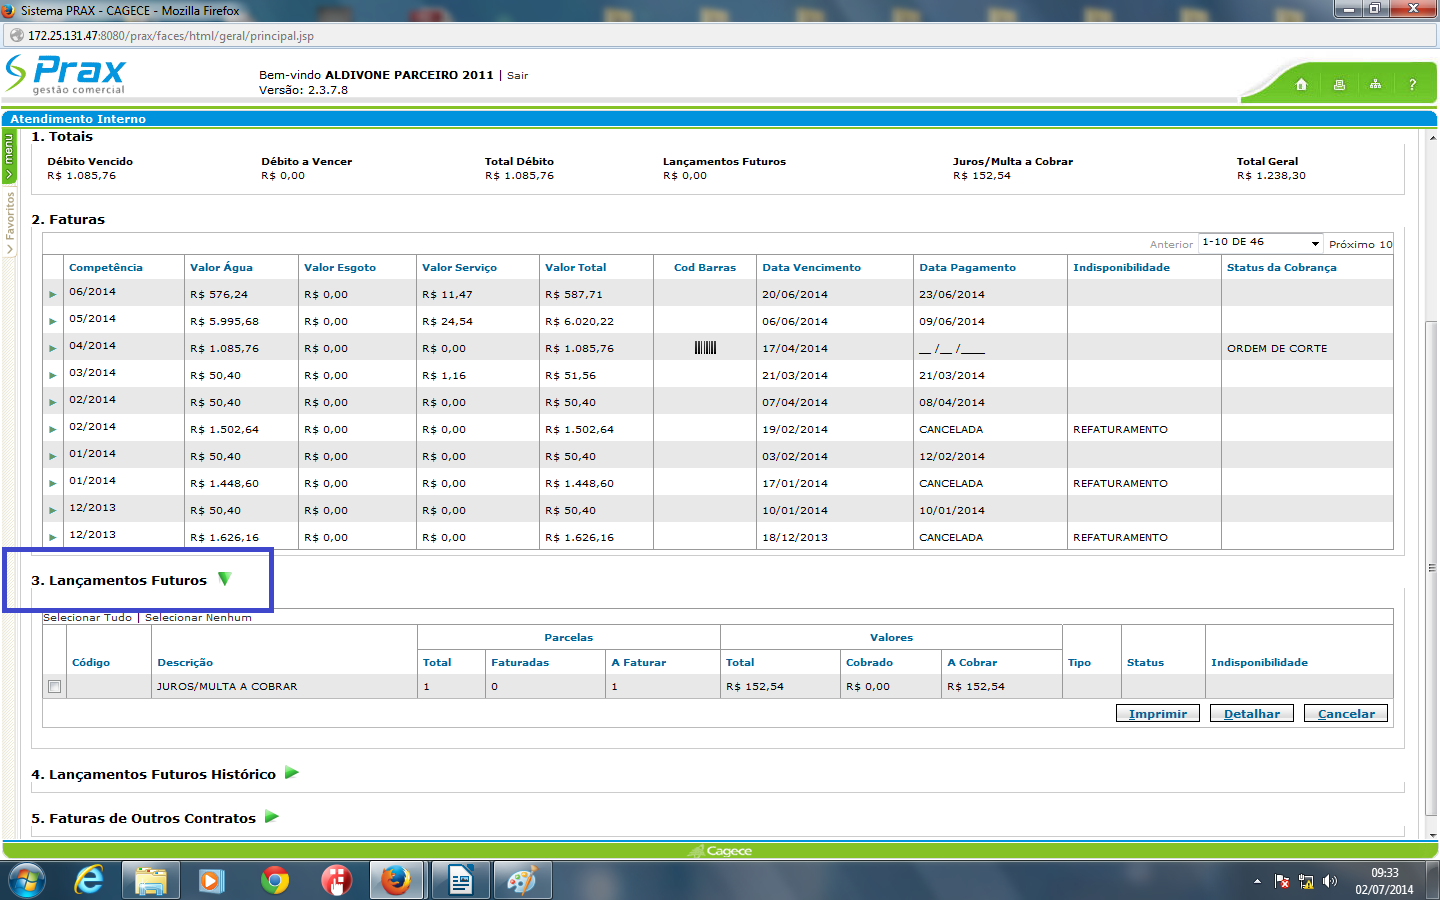 Sistema PRAX - CAGECE - Mozilla Firefox
172.25.131.47:8080/prax/faces/html/geral/principal.jsp
Prax
gestão comercial
Bem-vindo ALDIVONE PARCEIRO 2011 | Sair
Versão: 2.3.7.8
?
Atendimento Interno
menu
Favoritos
1. Totais
Débito Vencido Débito a Vencer Total Débito Lançamentos Futuros Juros/Multa a Cobrar Total Geral
R$ 1.085,76 R$ 0,00 R$ 1.085,76 R$ 0,00 R$ 152,54 R$ 1.238,30
2. Faturas
Anterior 1-10 DE 46 Próximo 10
Competência Valor Água Valor Esgoto Valor Serviço Valor Total Cod Barras Data Vencimento Data Pagamento Indisponibilidade Status da Cobrança
06/2014 R$ 576,24 R$ 0,00 R$ 11,47 R$ 587,71 20/06/2014 23/06/2014
05/2014 R$ 5.995,68 R$ 0,00 R$ 24,54 R$ 6.020,22 06/06/2014 09/06/2014
04/2014 R$ 1.085,76 R$ 0,00 R$ 0,00 R$ 1.085,76 17/04/2014 __ /__ /____ ORDEM DE CORTE
03/2014 R$ 50,40 R$ 0,00 R$ 1,16 R$ 51,56 21/03/2014 21/03/2014
02/2014 R$ 50,40 R$ 0,00 R$ 0,00 R$ 50,40 07/04/2014 08/04/2014
02/2014 R$ 1.502,64 R$ 0,00 R$ 0,00 R$ 1.502,64 19/02/2014 CANCELADA REFATURAMENTO
01/2014 R$ 50,40 R$ 0,00 R$ 0,00 R$ 50,40 03/02/2014 12/02/2014
01/2014 R$ 1.448,60 R$ 0,00 R$ 0,00 R$ 1.448,60 17/01/2014 CANCELADA REFATURAMENTO
12/2013 R$ 50,40 R$ 0,00 R$ 0,00 R$ 50,40 10/01/2014 10/01/2014
12/2013 R$ 1.626,16 R$ 0,00 R$ 0,00 R$ 1.626,16 18/12/2013 CANCELADA REFATURAMENTO
3. Lançamentos Futuros
Selecionar Tudo | Selecionar Nenhum
Parcelas Valores
Código Descrição Total Faturadas A Faturar Total Cobrado A Cobrar Tipo Status Indisponibilidade
JUROS/MULTA A COBRAR 1 0 1 R$ 152,54 R$ 0,00 R$ 152,54
Imprimir Detalhar Cancelar
4. Lançamentos Futuros Histórico
5. Faturas de Outros Contratos
Cagece
09:33
02/07/2014